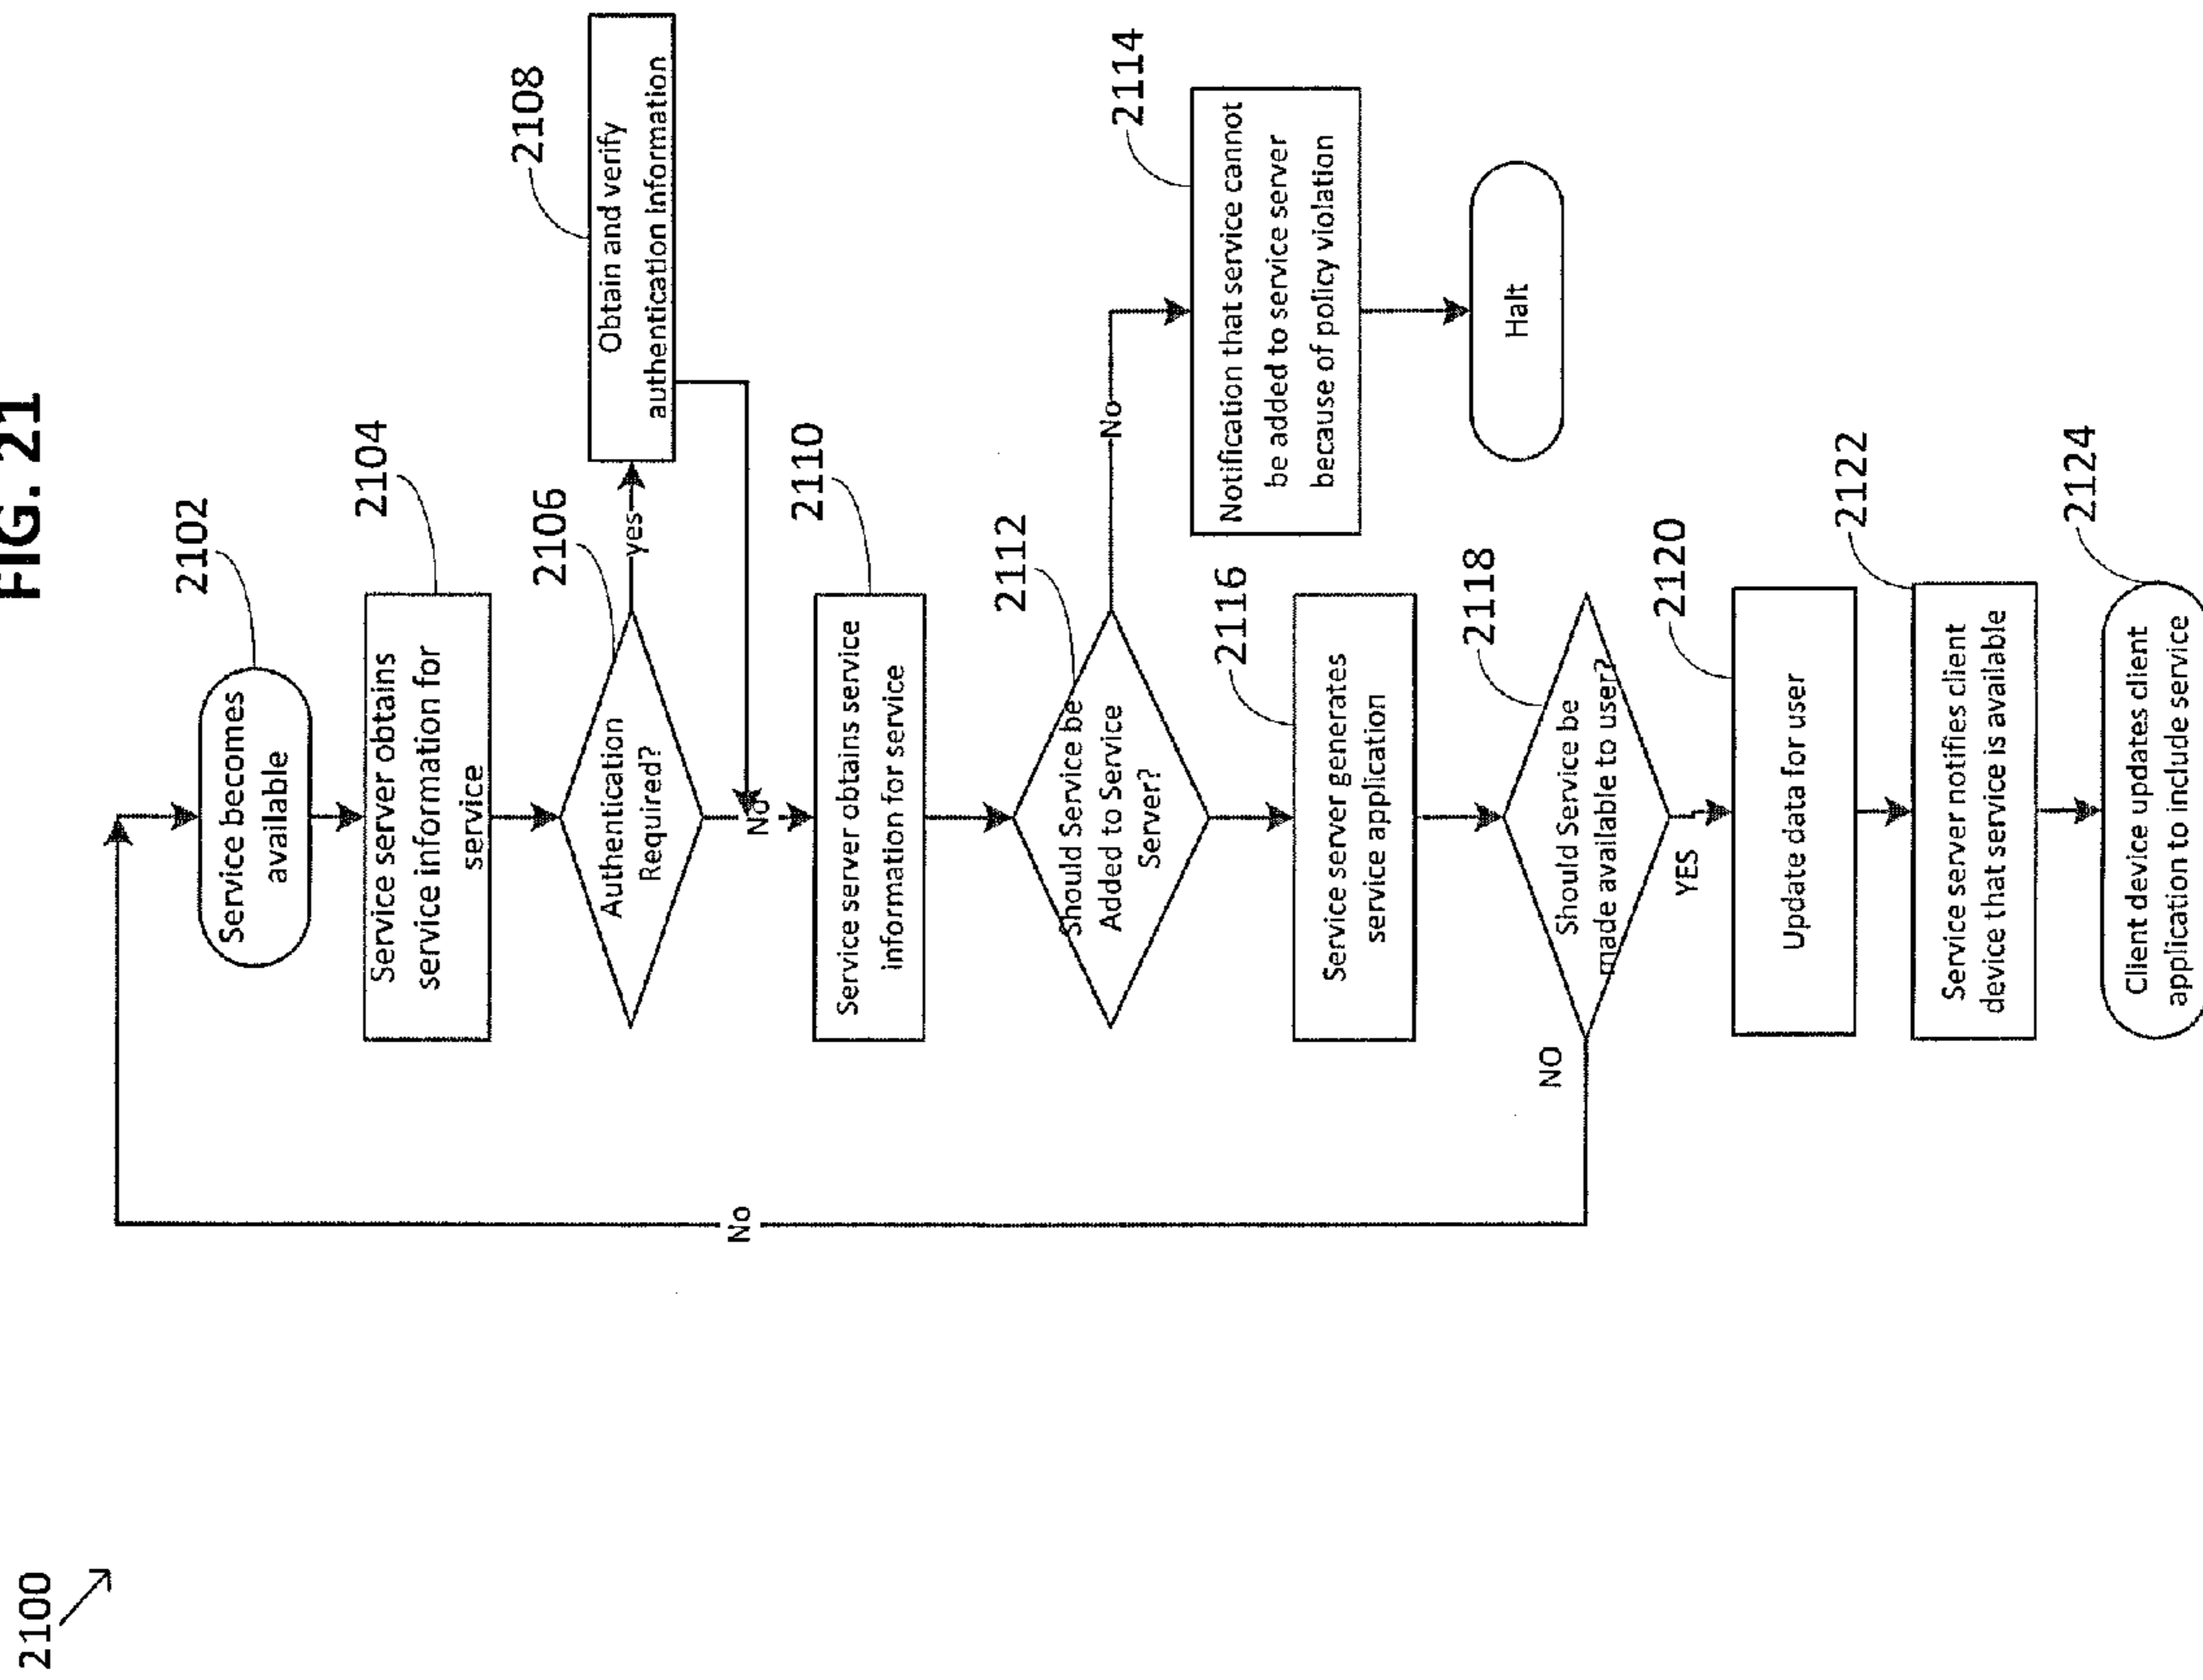 FIG. 21
2100
2102
Service becomes
available
2104
Service server obtains
service information for
service
2106
Authentication
Required?
yes
2108
Obtain and verify
authentication Information
No
2110
Service server obtains service
information for service
2112
Should Service be
Added to Service
Server?
No
2114
Notification that service cannot
be added to service server
because of policy violation
Halt
2116
Service server generates
service application
2118
Should Service be
made available to user?
NO
No
YES
2120
Update data for user
2122
Service server notifies client
device that service is available
2124
Client device updates client
application to include service